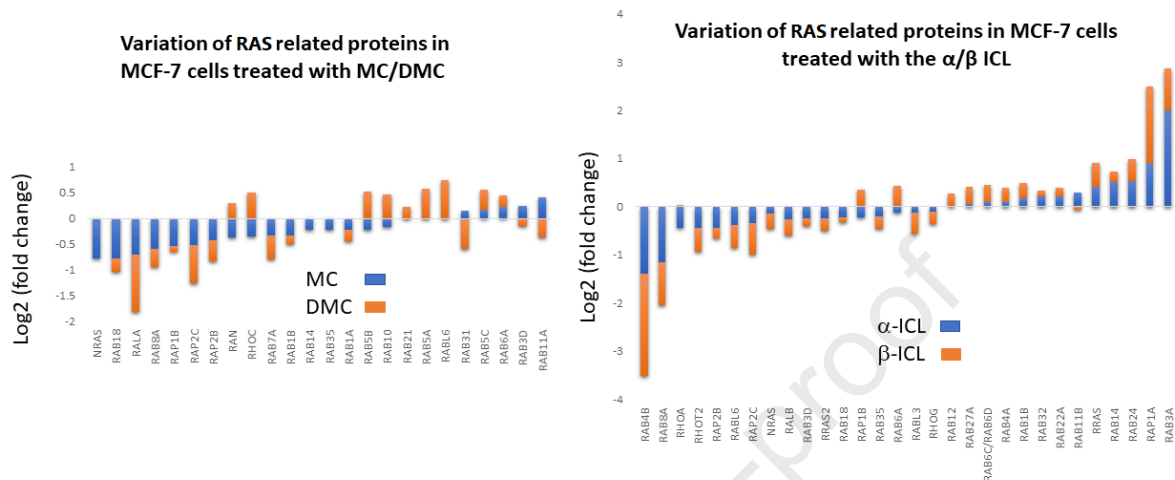 Variation of RAS related proteins in
MCF-7 cells treated with MC/DMC
Log2 (fold change)
1
0.5
0
-0.5
-1
-1.5
-2
MC
DMC
NRAS
RAB18
RALA
RAB8A
RAP1B
RAP2C
RAP2B
RAN
RHOC
RAB7A
RAB1B
RAB14
RAB35
RAB1A
RAB5B
RAB10
RAB21
RAB5A
RABL6
RAB31
RAB5C
RAB6A
RAB3D
RAB11A
Variation of RAS related proteins in MCF-7 cells
treated with the α/β ICL
Log2 (fold change)
4
3
2
1
0
-1
-2
-3
-4
α-ICL
β-ICL
RAB4B
RAB8A
RHOA
RHOT2
RAP2B
RABL6
RAP2C
NRAS
RALB
RAB3D
RRAS2
RAB18
RAP1B
RAB35
RAB6A
RABL3
RHOG
RAB12
RAB27A
RAB6C/RAB6D
RAB4A
RAB1B
RAB32
RAB22A
RAB11B
RRAS
RAB14
RAB24
RAP1A
RAB3A
sproof